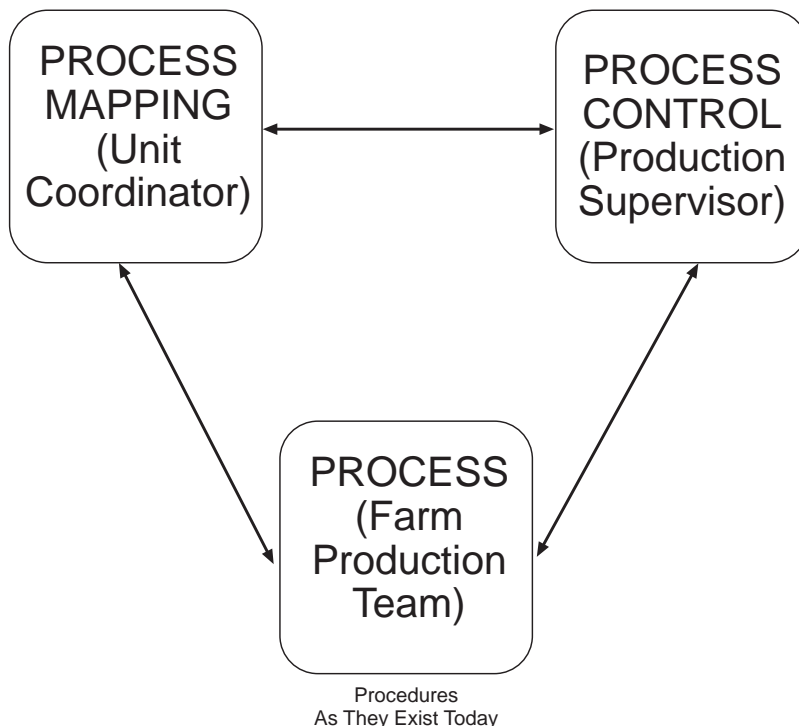 PROCESS
MAPPING
(Unit
Coordinator)
PROCESS
CONTROL
(Production
Supervisor)
PROCESS
(Farm
Production
Team)
Procedures
As They Exist Today